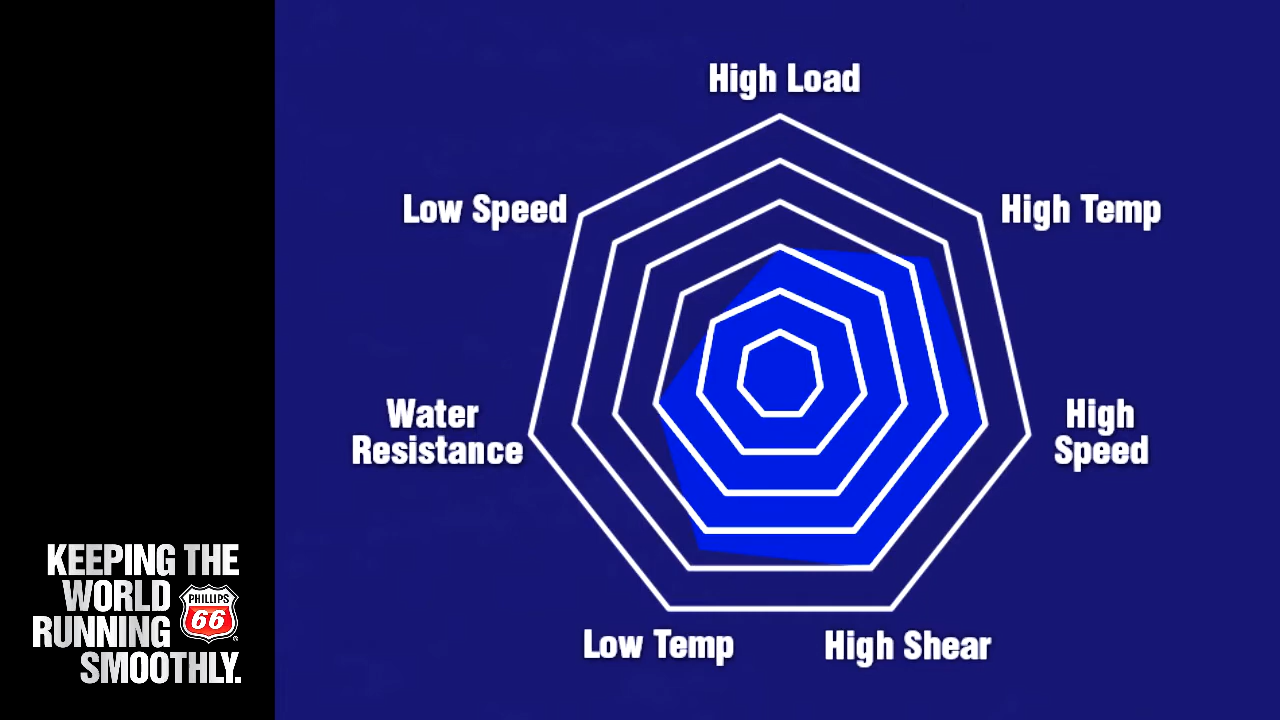 High Load
Low Speed
High Temp
Water
Resistance
High
Speed
Low Temp
High Shear
KEEPING THE
WORLD
RUNNING
SMOOTHLY.
PHILLIPS
66